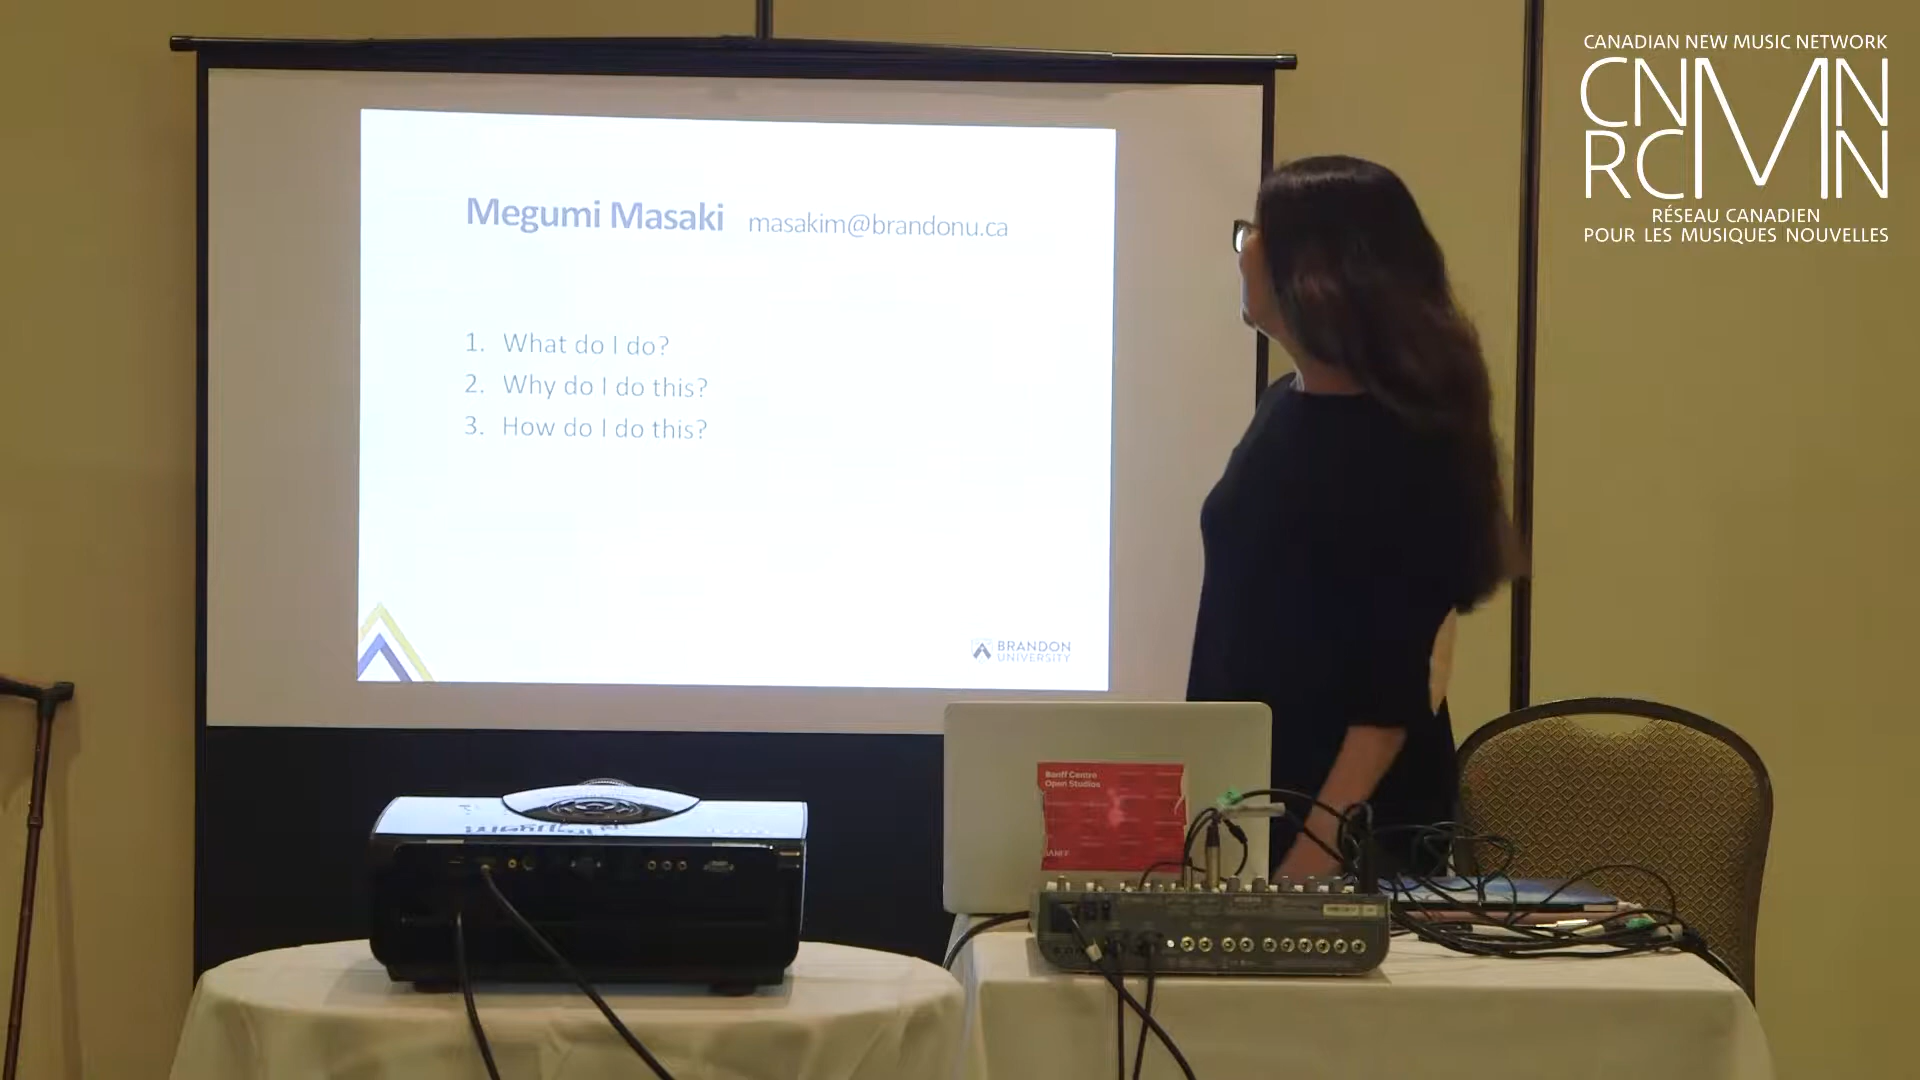 CANADIAN NEW MUSIC NETWORK
CNMN
RCMN
RÉSEAU CANADIEN
POUR LES MUSIQUES NOUVELLES
Megumi Masaki masakim@brandonu.ca
1. What do I do?
2. Why do I do this?
3. How do I do this?
BRANDON
UNIVERSITY
Banff Centre
Open Studios
BANFF